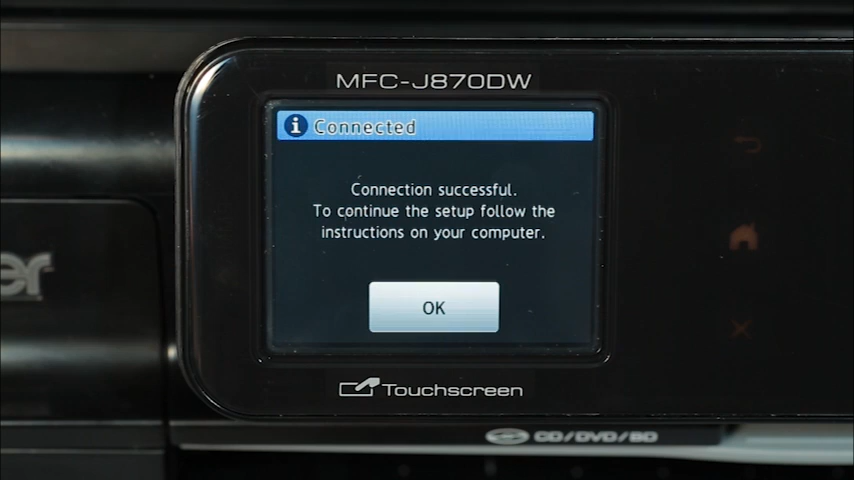 MFC-J870DW
i Connected
Connection successful.
To continue the setup follow the
instructions on your computer.
OK
Touchscreen
CD/DVD/BD